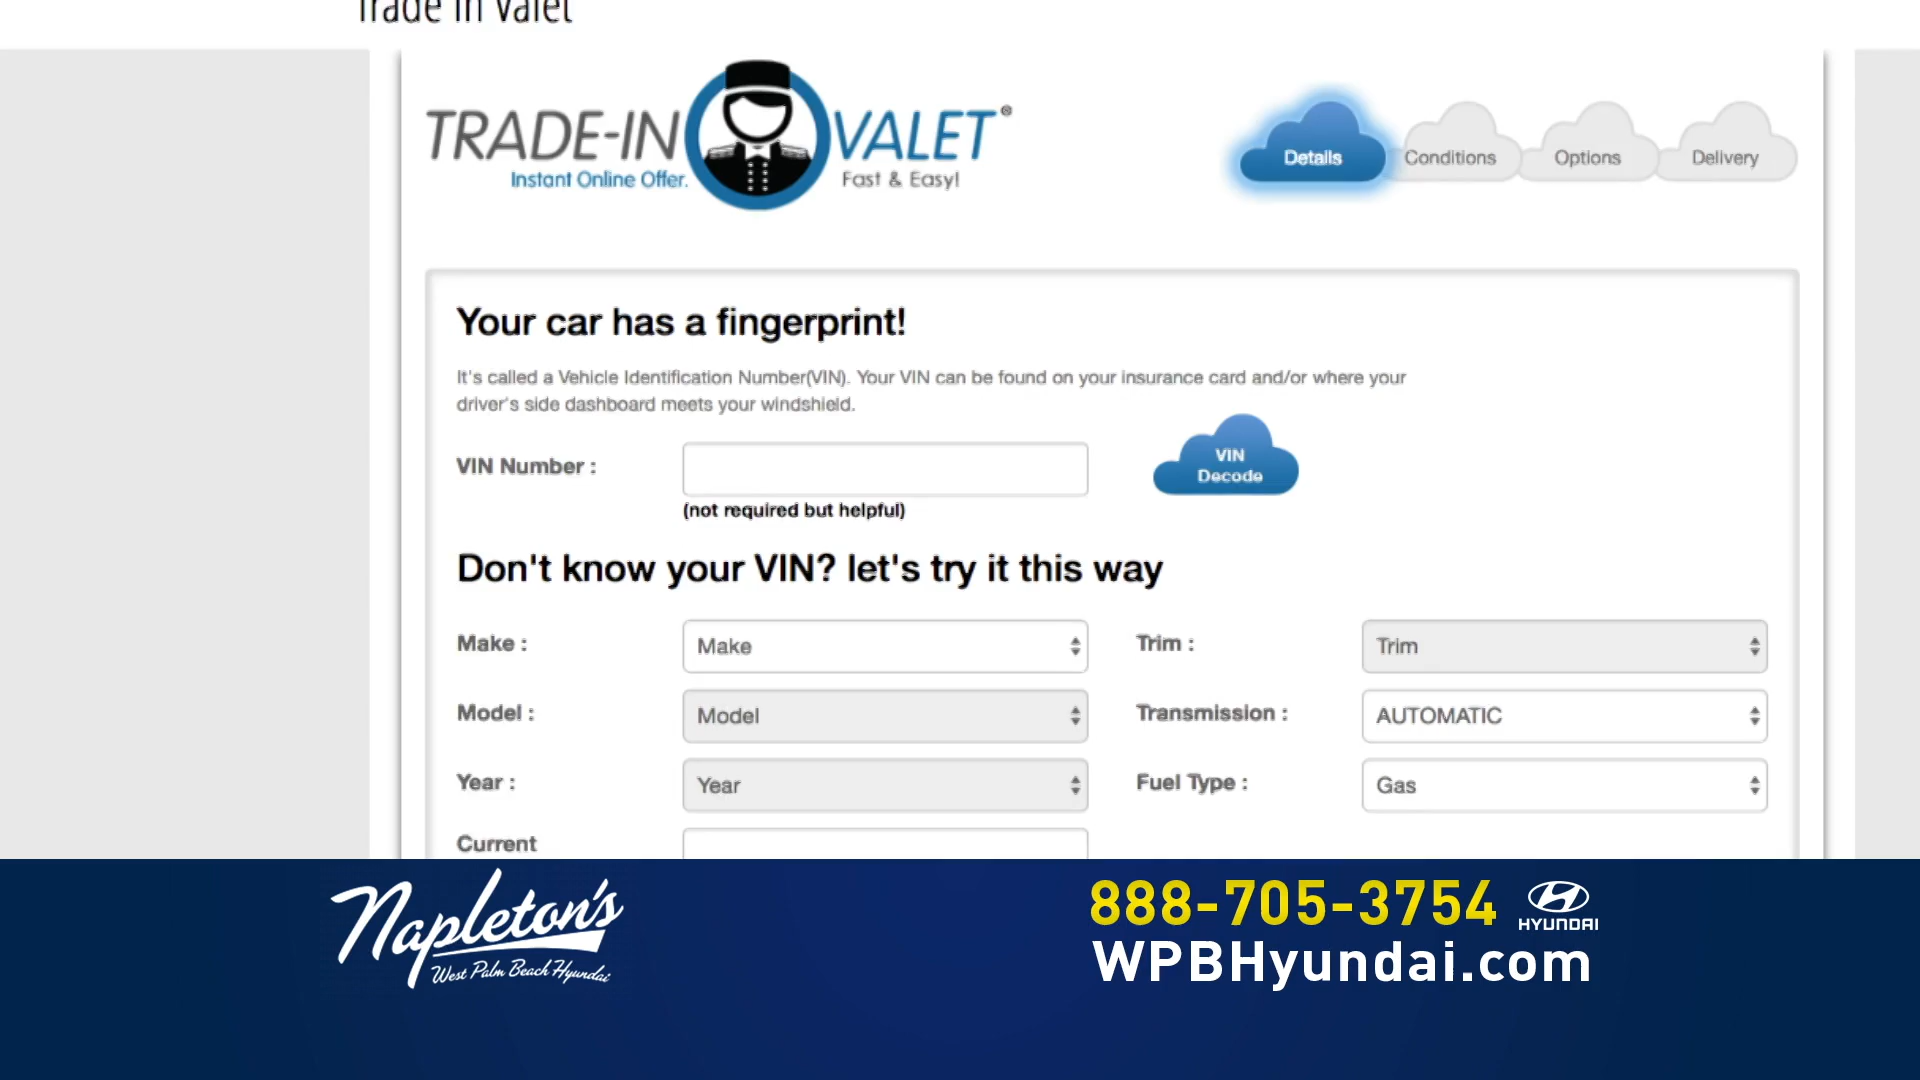 Trade In Valet
TRADE-IN VALET®
Instant Online Offer. Fast & Easy!
Details Conditions Options Delivery
Your car has a fingerprint!
It's called a Vehicle Identification Number(VIN). Your VIN can be found on your insurance card and/or where your
driver's side dashboard meets your windshield.
VIN Number :
VIN
Decode
(not required but helpful)
Don't know your VIN? let's try it this way
Make : Make Trim : Trim
Model : Model Transmission : AUTOMATIC
Year : Year Fuel Type : Gas
Current
Napleton's
West Palm Beach Hyundai
888-705-3754
HYUNDAI
WPBHyundai.com